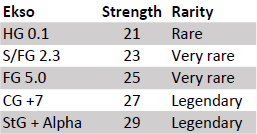 Ekso Strength Rarity
HG 0.1 21 Rare
S/FG 2.3 23 Very rare
FG 5.0 25 Very rare
CG +7 27 Legendary
StG + Alpha 29 Legendary